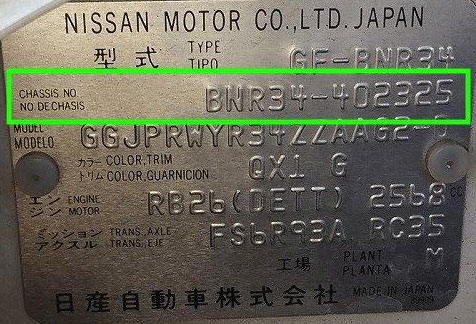 NISSAN MOTOR CO.,LTD. JAPAN
型式 TYPE TIPO GF-BNR34
CHASSIS NO. NO. DE CHASIS BNR34-402325
MODEL MODELO GGJPRWYR34ZZAAG2-D
カラー トリム COLOR,TRIM COLOR,GUARNICION QX1 G
エンジン ENGINE MOTOR RB26(DETT) 2568 CC
ミッション アクスル TRANS.,AXLE TRANS.,EJE FS6R93A RC35
工場 PLANT PLANTA M
日産自動車株式会社 MADE IN JAPAN